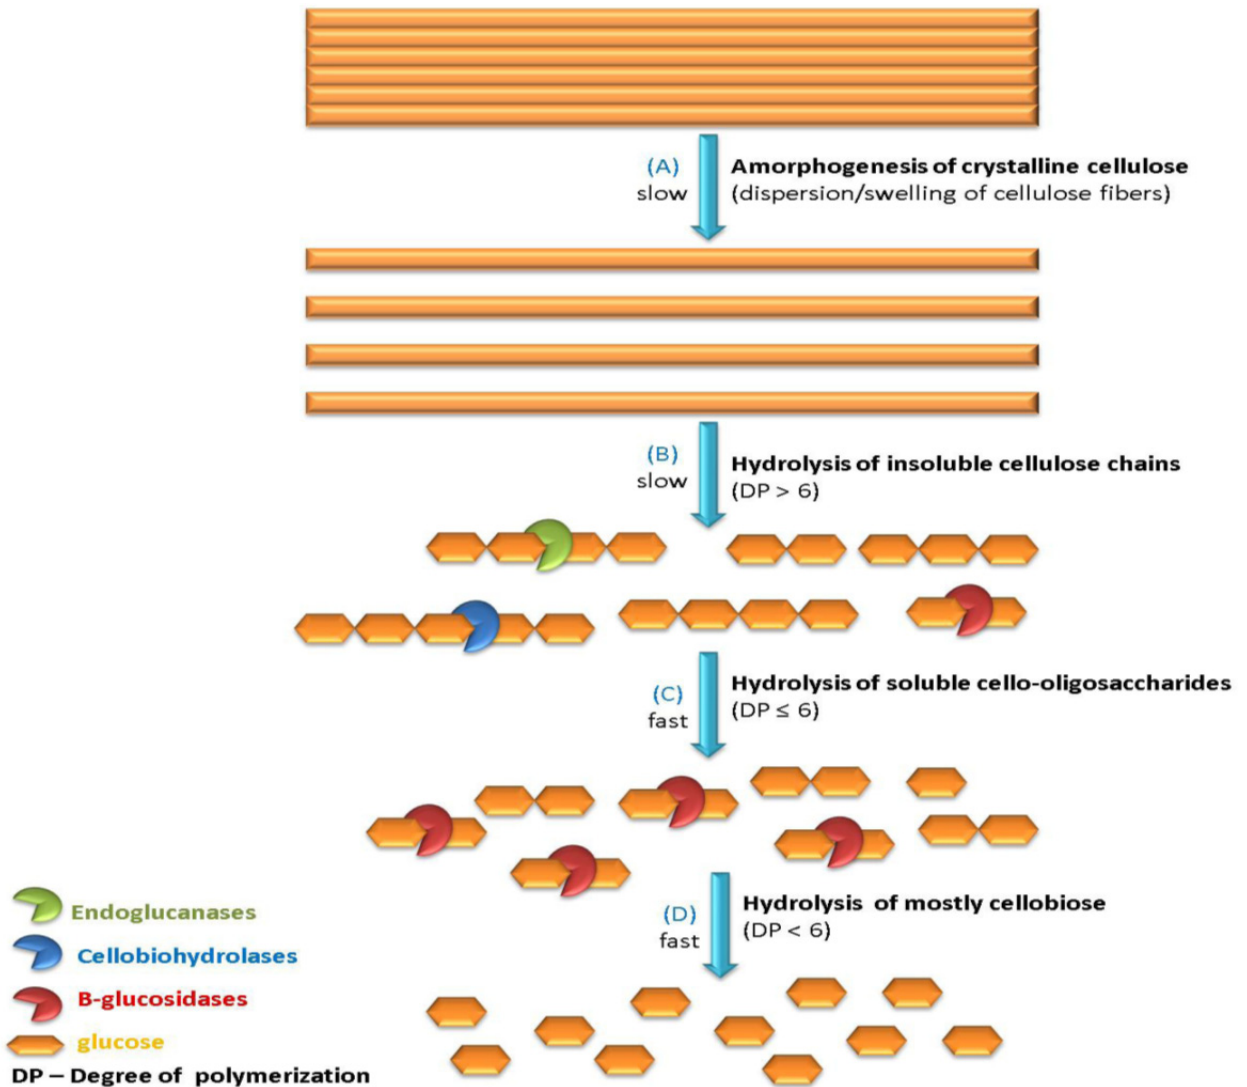 (A)
slow
Amorphogenesis of crystalline cellulose
(dispersion/swelling of cellulose fibers)
(B)
slow
Hydrolysis of insoluble cellulose chains
(DP > 6)
(C)
fast
Hydrolysis of soluble cello-oligosaccharides
(DP ≤ 6)
(D)
fast
Hydrolysis of mostly cellobiose
(DP < 6)
Endoglucanases
Cellobiohydrolases
B-glucosidases
glucose
DP – Degree of polymerization